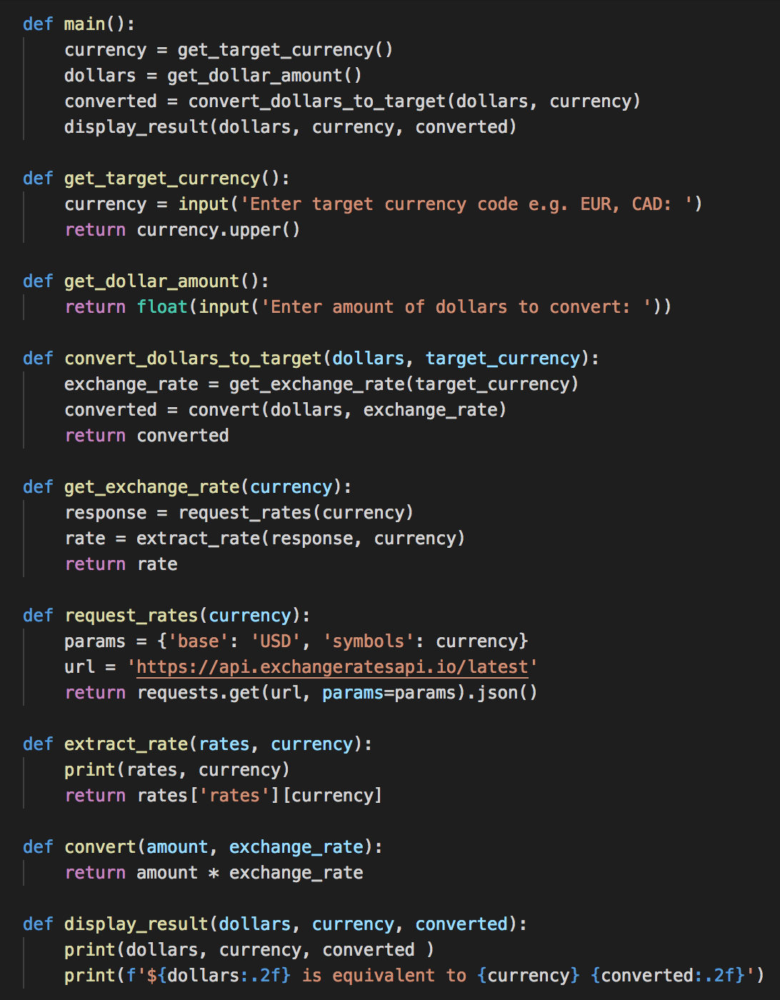 def main():
    currency = get_target_currency()
    dollars = get_dollar_amount()
    converted = convert_dollars_to_target(dollars, currency)
    display_result(dollars, currency, converted)

def get_target_currency():
    currency = input('Enter target currency code e.g. EUR, CAD: ')
    return currency.upper()

def get_dollar_amount():
    return float(input('Enter amount of dollars to convert: '))

def convert_dollars_to_target(dollars, target_currency):
    exchange_rate = get_exchange_rate(target_currency)
    converted = convert(dollars, exchange_rate)
    return converted

def get_exchange_rate(currency):
    response = request_rates(currency)
    rate = extract_rate(response, currency)
    return rate

def request_rates(currency):
    params = {'base': 'USD', 'symbols': currency}
    url = 'https://api.exchangeratesapi.io/latest'
    return requests.get(url, params=params).json()

def extract_rate(rates, currency):
    print(rates, currency)
    return rates['rates'][currency]

def convert(amount, exchange_rate):
    return amount * exchange_rate

def display_result(dollars, currency, converted):
    print(dollars, currency, converted )
    print(f'${dollars:.2f} is equivalent to {currency} {converted:.2f}')